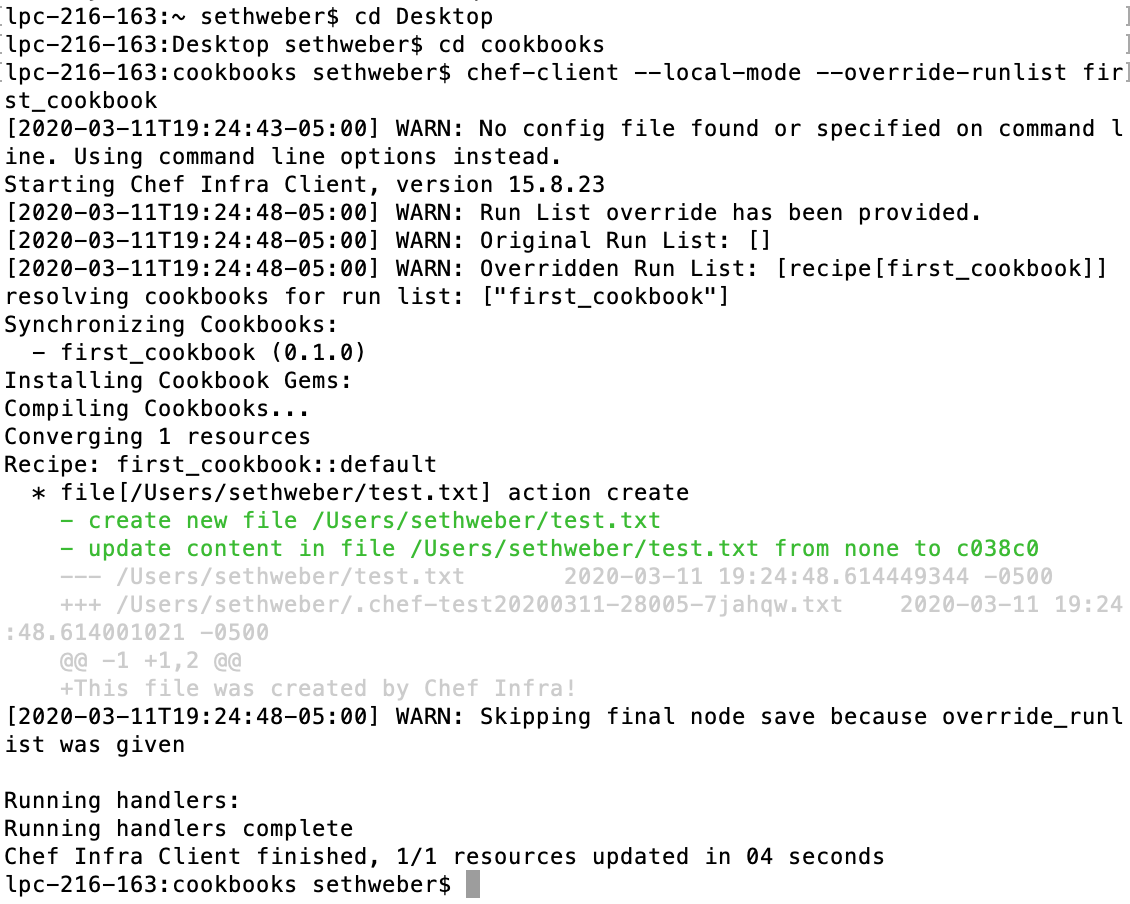 [lpc-216-163:~ sethweber$ cd Desktop ]
[lpc-216-163:Desktop sethweber$ cd cookbooks ]
[lpc-216-163:cookbooks sethweber$ chef-client --local-mode --override-runlist fir]
st_cookbook
[2020-03-11T19:24:43-05:00] WARN: No config file found or specified on command l
ine. Using command line options instead.
Starting Chef Infra Client, version 15.8.23
[2020-03-11T19:24:48-05:00] WARN: Run List override has been provided.
[2020-03-11T19:24:48-05:00] WARN: Original Run List: []
[2020-03-11T19:24:48-05:00] WARN: Overridden Run List: [recipe[first_cookbook]]
resolving cookbooks for run list: ["first_cookbook"]
Synchronizing Cookbooks:
  - first_cookbook (0.1.0)
Installing Cookbook Gems:
Compiling Cookbooks...
Converging 1 resources
Recipe: first_cookbook::default
  * file[/Users/sethweber/test.txt] action create
    - create new file /Users/sethweber/test.txt
    - update content in file /Users/sethweber/test.txt from none to c038c0
    --- /Users/sethweber/test.txt       2020-03-11 19:24:48.614449344 -0500
    +++ /Users/sethweber/.chef-test20200311-28005-7jahqw.txt    2020-03-11 19:24
:48.614001021 -0500
    @@ -1 +1,2 @@
    +This file was created by Chef Infra!
[2020-03-11T19:24:48-05:00] WARN: Skipping final node save because override_runl
ist was given

Running handlers:
Running handlers complete
Chef Infra Client finished, 1/1 resources updated in 04 seconds
lpc-216-163:cookbooks sethweber$